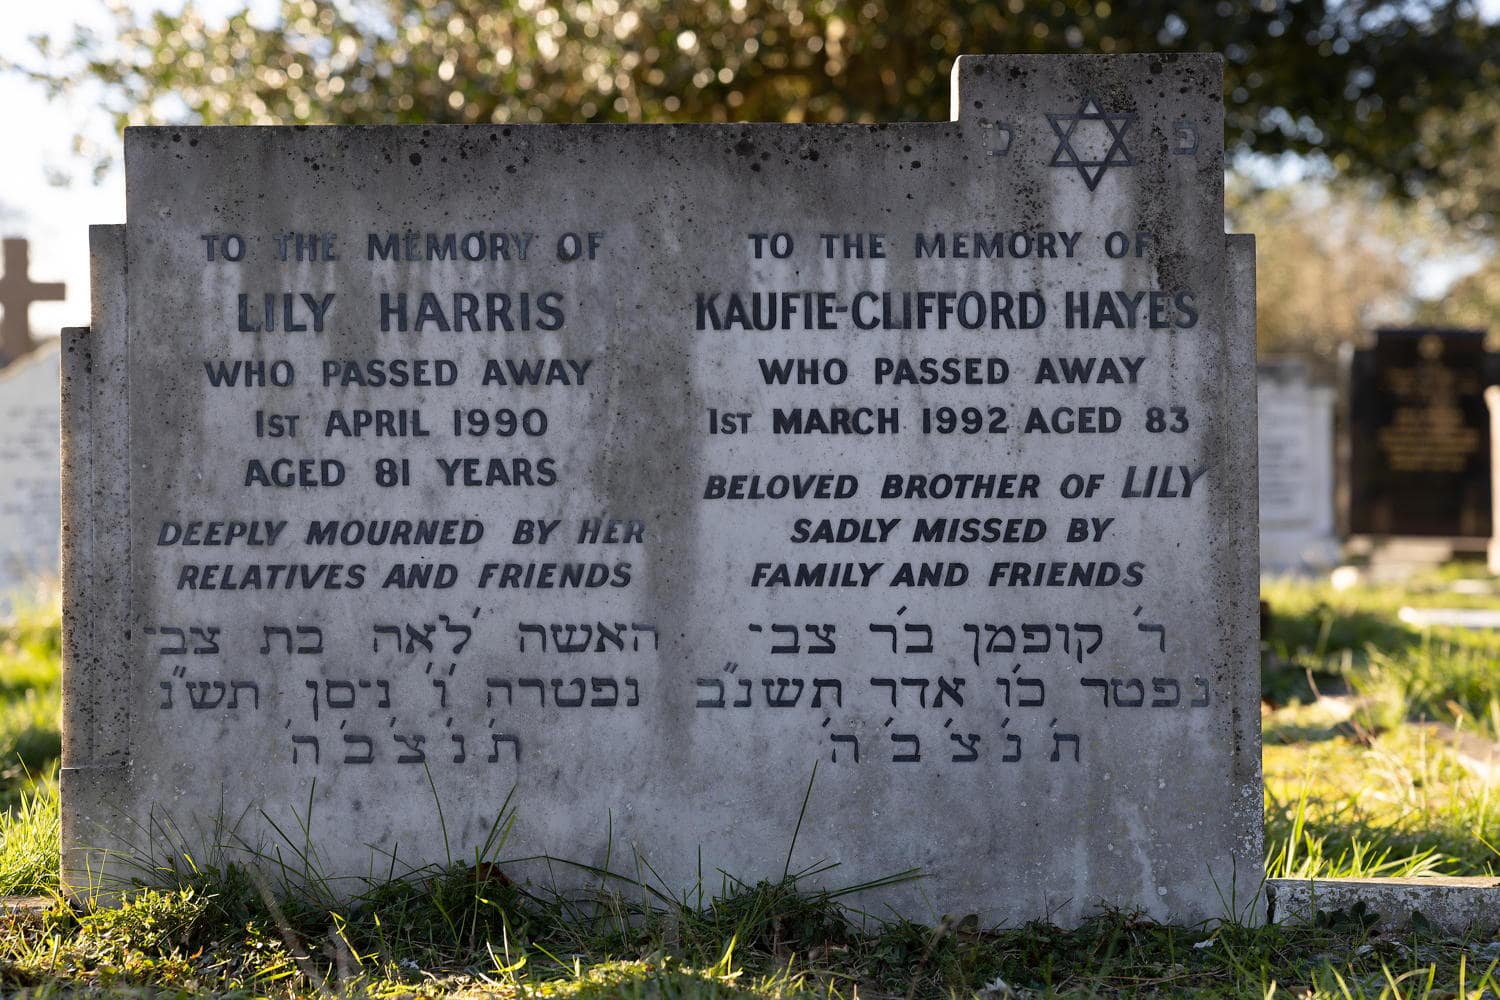 פ
TO THE MEMORY OF
LILY HARRIS
WHO PASSED AWAY
1ST APRIL 1990
AGED 81 YEARS
DEEPLY MOURNED BY HER
RELATIVES AND FRIENDS
האשה לאה בת צבי
נפטרה ו' ניסן תש"נ
ת' נ' צ' ב' ה'
TO THE MEMORY OF
KAUFIE-CLIFFORD HAYES
WHO PASSED AWAY
1ST MARCH 1992 AGED 83
BELOVED BROTHER OF LILY
SADLY MISSED BY
FAMILY AND FRIENDS
ר' קופמן ב'ר צבי
נפטר כ'ו אדר תשנ"ב
ת' נ' צ' ב' ה'